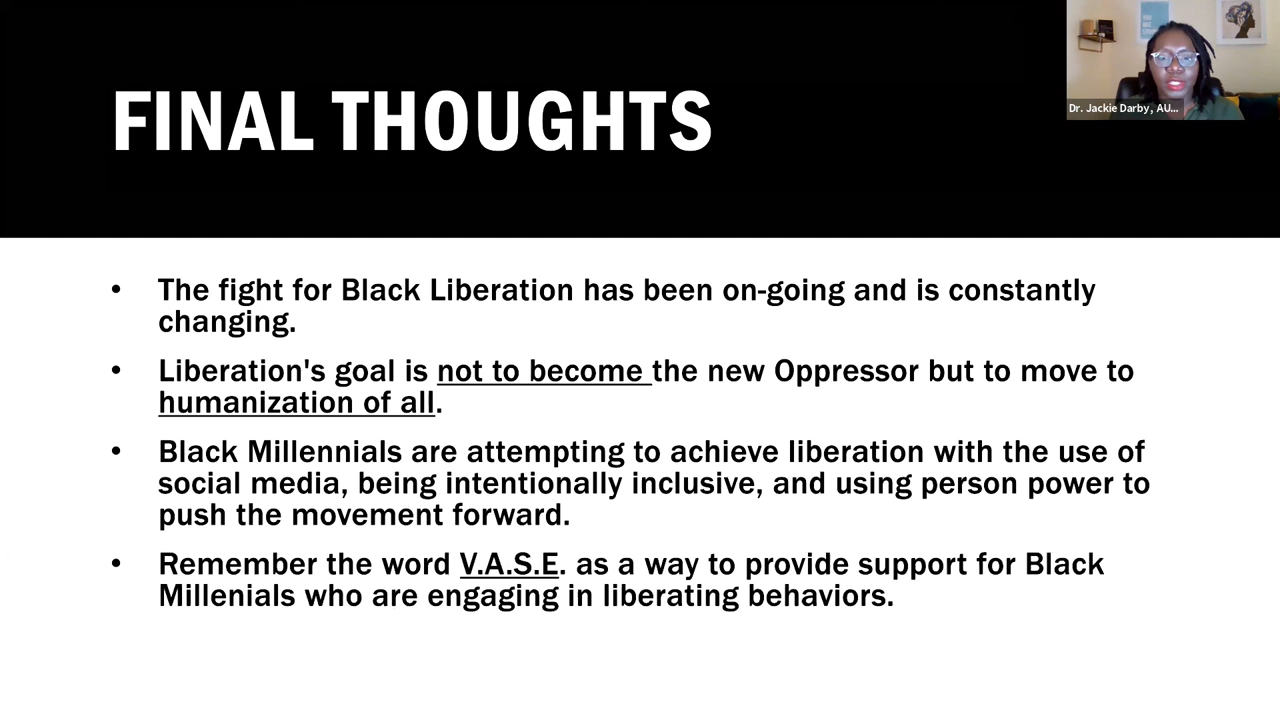 Dr. Jackie Darby, AU...
FINAL THOUGHTS
• The fight for Black Liberation has been on-going and is constantly
changing.
• Liberation's goal is not to become the new Oppressor but to move to
humanization of all.
• Black Millennials are attempting to achieve liberation with the use of
social media, being intentionally inclusive, and using person power to
push the movement forward.
• Remember the word V.A.S.E. as a way to provide support for Black
Millenials who are engaging in liberating behaviors.